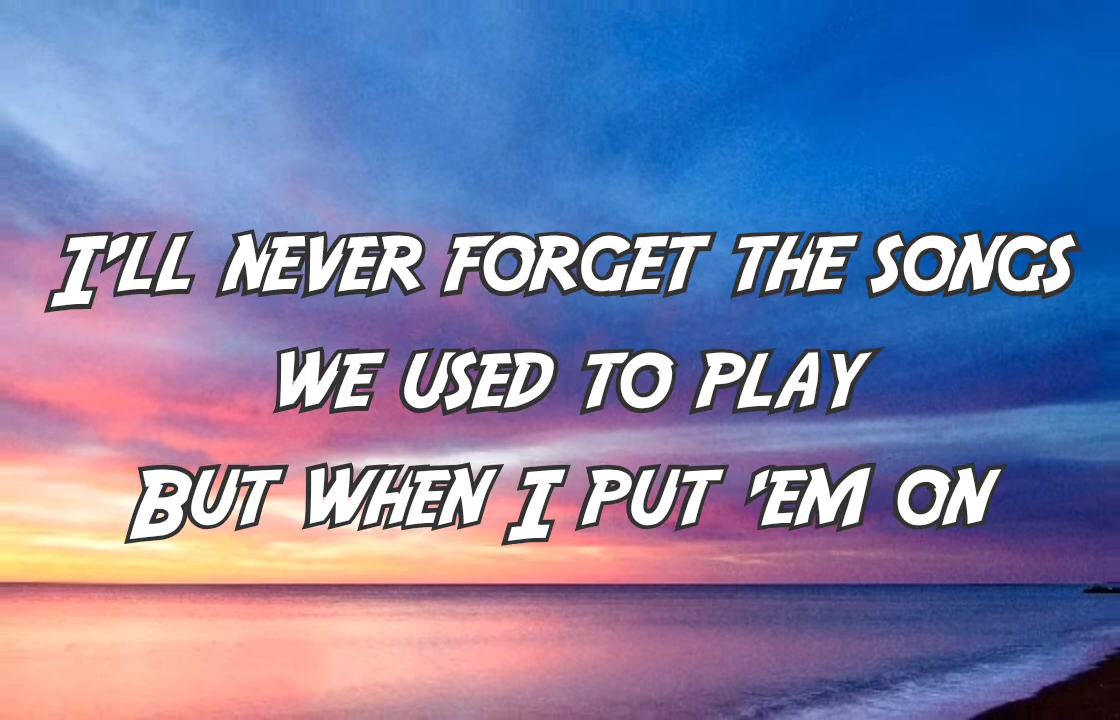 I'll never forget the songs
we used to play
But when I put 'em on